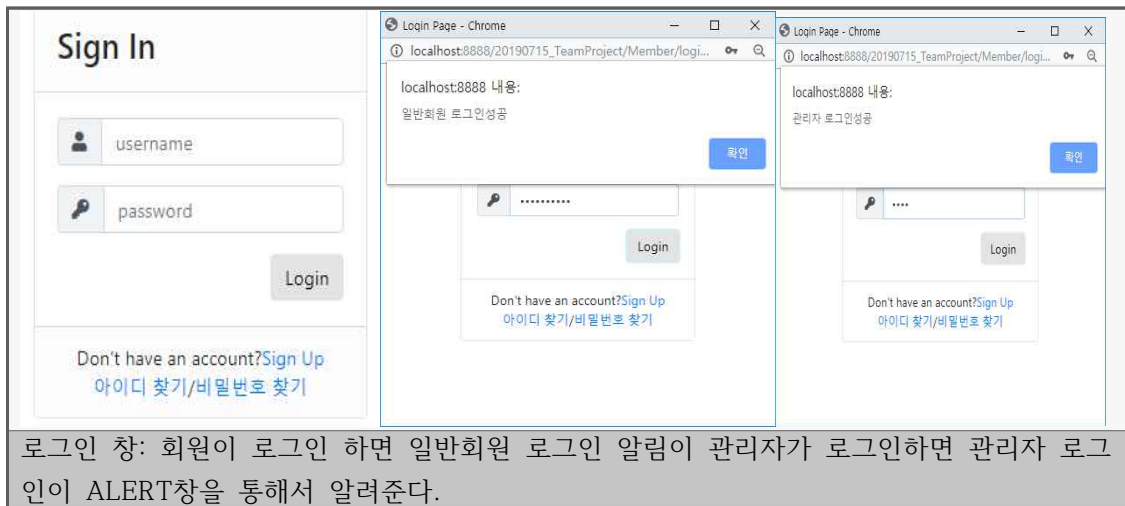 Sign In
username
password
Login
Don't have an account?Sign Up
아이디 찾기/비밀번호 찾기
Login Page - Chrome
localhost:8888/20190715_TeamProject/Member/logi...
localhost:8888 내용:
일반회원 로그인성공
확인
..........
Login
Don't have an account?Sign Up
아이디 찾기/비밀번호 찾기
Login Page - Chrome
localhost:8888/20190715_TeamProject/Member/logi...
localhost:8888 내용:
관리자 로그인성공
확인
....
Login
Don't have an account?Sign Up
아이디 찾기/비밀번호 찾기
로그인 창: 회원이 로그인 하면 일반회원 로그인 알림이 관리자가 로그인하면 관리자 로그
인이 ALERT창을 통해서 알려준다.